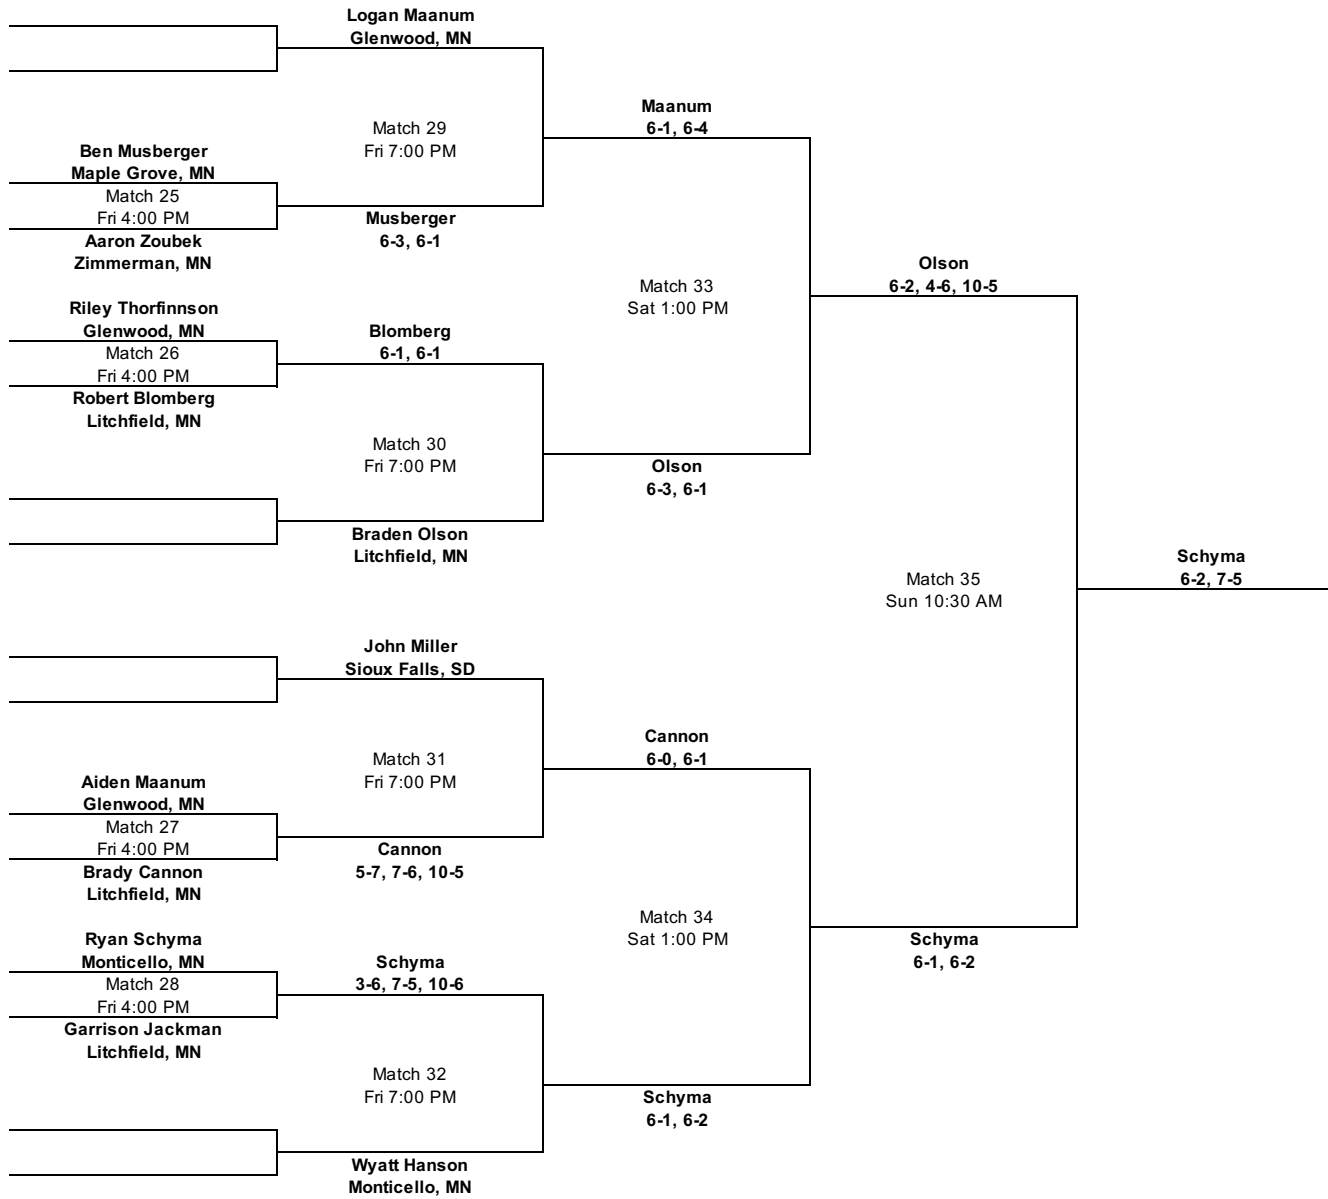 Logan Maanum
Glenwood, MN
Maanum
6-1, 6-4
Match 29
Fri 7:00 PM
Ben Musberger
Maple Grove, MN
Match 25
Fri 4:00 PM
Aaron Zoubek
Zimmerman, MN
Musberger
6-3, 6-1
Olson
6-2, 4-6, 10-5
Match 33
Sat 1:00 PM
Riley Thorfinnson
Glenwood, MN
Match 26
Fri 4:00 PM
Robert Blomberg
Litchfield, MN
Blomberg
6-1, 6-1
Match 30
Fri 7:00 PM
Olson
6-3, 6-1
Braden Olson
Litchfield, MN
Schyma
6-2, 7-5
Match 35
Sun 10:30 AM
John Miller
Sioux Falls, SD
Cannon
6-0, 6-1
Match 31
Fri 7:00 PM
Aiden Maanum
Glenwood, MN
Match 27
Fri 4:00 PM
Brady Cannon
Litchfield, MN
Cannon
5-7, 7-6, 10-5
Match 34
Sat 1:00 PM
Schyma
6-1, 6-2
Ryan Schyma
Monticello, MN
Match 28
Fri 4:00 PM
Garrison Jackman
Litchfield, MN
Schyma
3-6, 7-5, 10-6
Match 32
Fri 7:00 PM
Schyma
6-1, 6-2
Wyatt Hanson
Monticello, MN